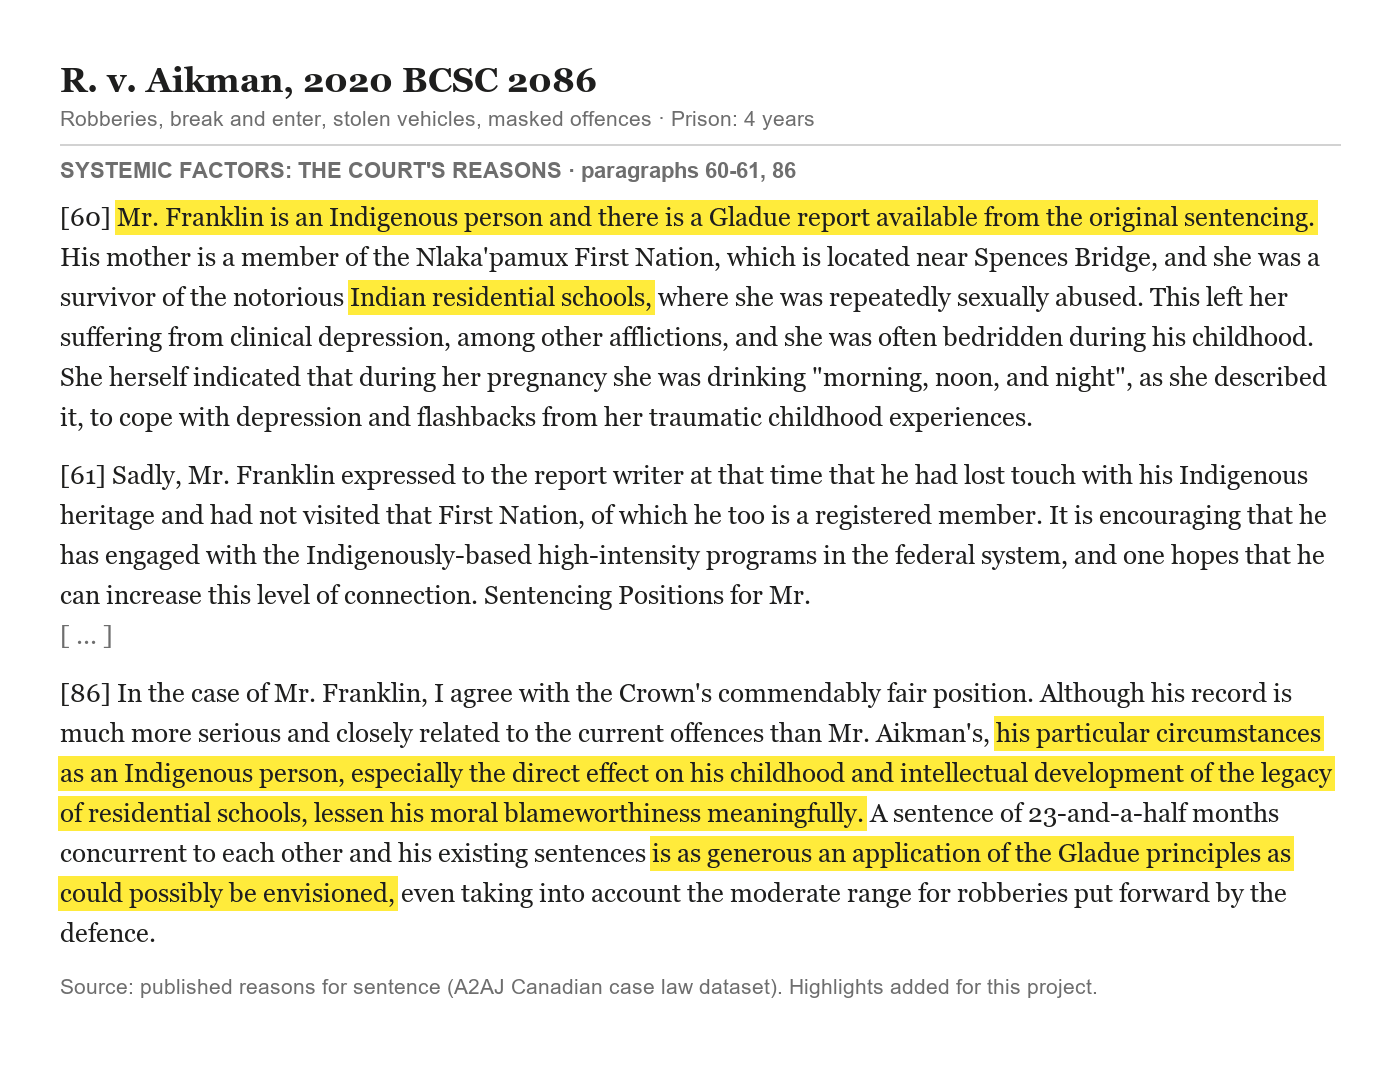 R. v. Aikman, 2020 BCSC 2086
Robberies, break and enter, stolen vehicles, masked offences · Prison: 4 years
SYSTEMIC FACTORS: THE COURT'S REASONS · paragraphs 60-61, 86
[60] Mr. Franklin is an Indigenous person and there is a Gladue report available from the original sentencing.
His mother is a member of the Nlaka'pamux First Nation, which is located near Spences Bridge, and she was a
survivor of the notorious Indian residential schools, where she was repeatedly sexually abused. This left her
suffering from clinical depression, among other afflictions, and she was often bedridden during his childhood.
She herself indicated that during her pregnancy she was drinking "morning, noon, and night", as she described
it, to cope with depression and flashbacks from her traumatic childhood experiences.
[61] Sadly, Mr. Franklin expressed to the report writer at that time that he had lost touch with his Indigenous
heritage and had not visited that First Nation, of which he too is a registered member. It is encouraging that he
has engaged with the Indigenously-based high-intensity programs in the federal system, and one hopes that he
can increase this level of connection. Sentencing Positions for Mr.
[ ... ]
[86] In the case of Mr. Franklin, I agree with the Crown's commendably fair position. Although his record is
much more serious and closely related to the current offences than Mr. Aikman's, his particular circumstances
as an Indigenous person, especially the direct effect on his childhood and intellectual development of the legacy
of residential schools, lessen his moral blameworthiness meaningfully. A sentence of 23-and-a-half months
concurrent to each other and his existing sentences is as generous an application of the Gladue principles as
could possibly be envisioned, even taking into account the moderate range for robberies put forward by the
defence.
Source: published reasons for sentence (A2AJ Canadian case law dataset). Highlights added for this project.